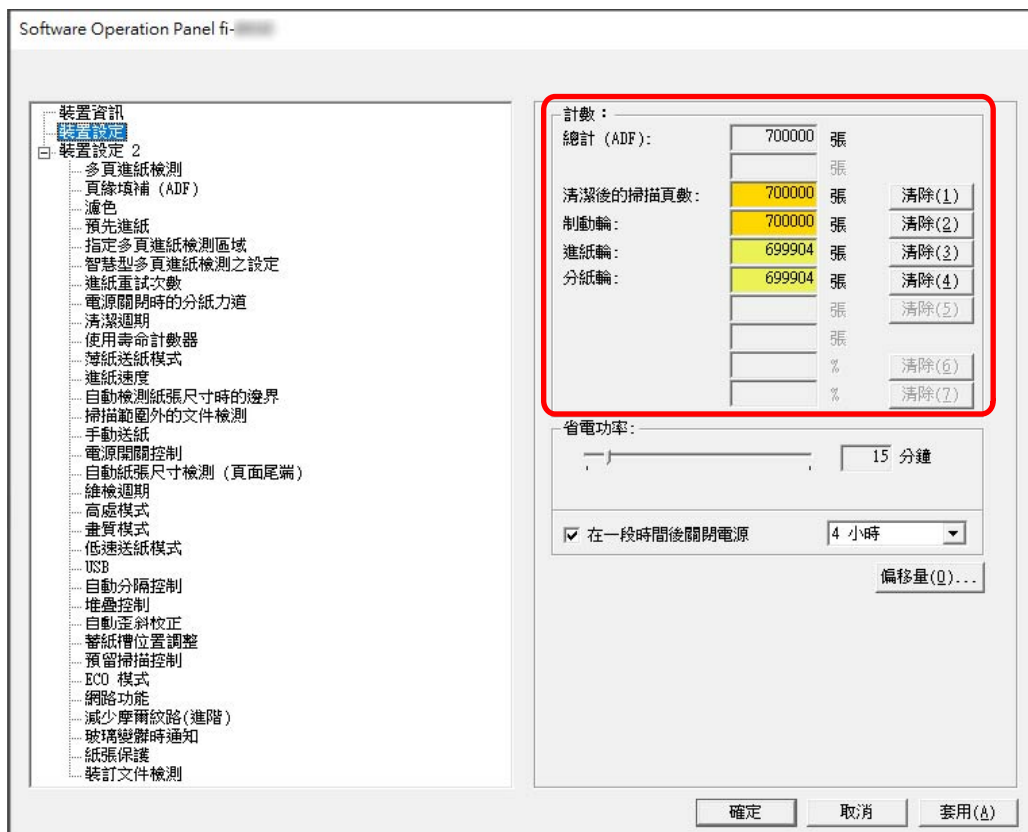 Software Operation Panel fi-
裝置資訊
裝置設定
裝置設定 2
多頁進紙檢測
頁緣填補 (ADF)
濾色
預先進紙
指定多頁進紙檢測區域
智慧型多頁進紙檢測之設定
進紙重試次數
電源關閉時的分紙力道
清潔週期
使用壽命計數器
薄紙送紙模式
進紙速度
自動檢測紙張尺寸時的邊界
掃描範圍外的文件檢測
手動送紙
電源開關控制
自動紙張尺寸檢測 (頁面尾端)
維檢週期
高處模式
畫質模式
低速送紙模式
USB
自動分隔控制
堆疊控制
自動歪斜校正
蓄紙槽位置調整
預留掃描控制
ECO 模式
網路功能
減少摩爾紋路(進階)
玻璃變髒時通知
紙張保護
裝訂文件檢測
計數：
總計 (ADF): 700000 張
張
清潔後的掃描頁數: 700000 張 清除(1)
制動輪: 700000 張 清除(2)
進紙輪: 699904 張 清除(3)
分紙輪: 699904 張 清除(4)
張 清除(5)
張
% 清除(6)
% 清除(7)
省電功率:
15 分鐘
在一段時間後關閉電源 4 小時
偏移量(O)...
確定 取消 套用(A)